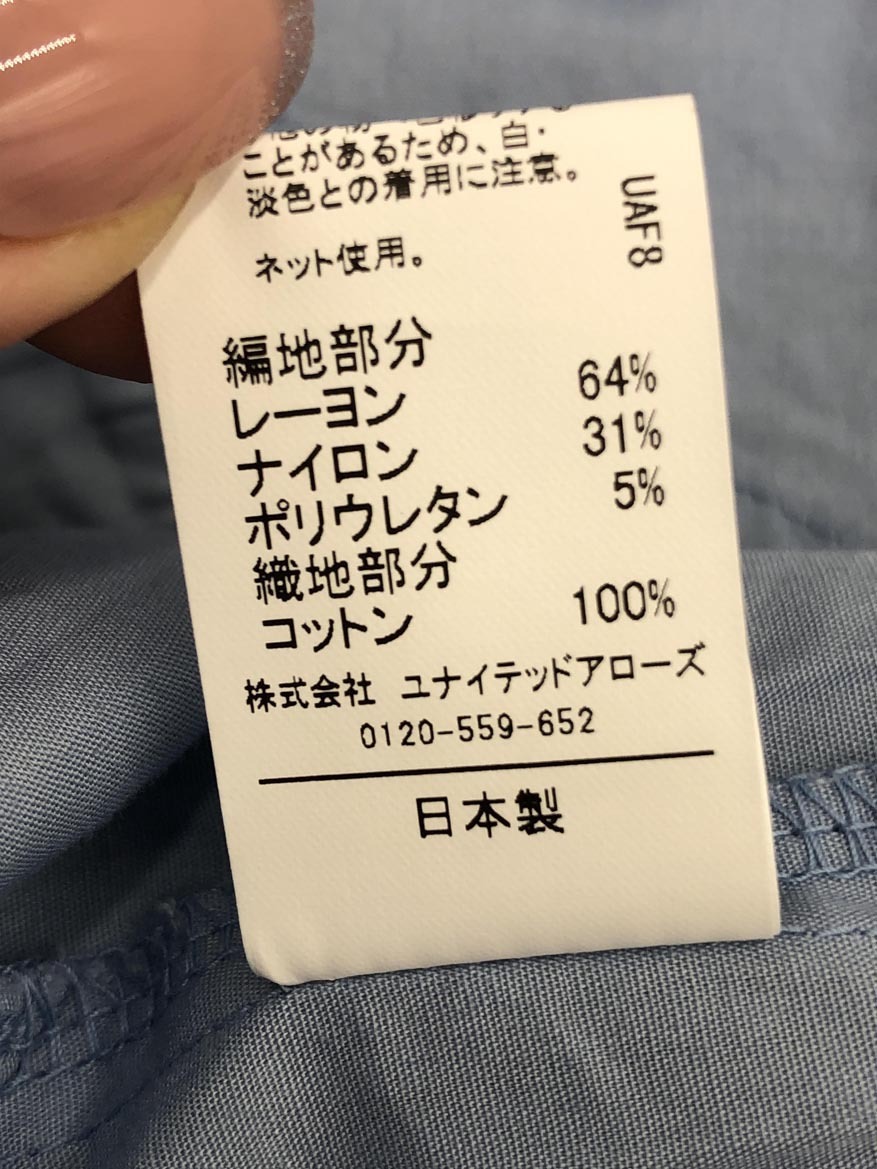 ことがあるため、白・
淡色との着用に注意。
ネット使用。
UAF8
編地部分
レーヨン 64%
ナイロン 31%
ポリウレタン 5%
織地部分
コットン 100%
株式会社 ユナイテッドアローズ
0120-559-652
日本製